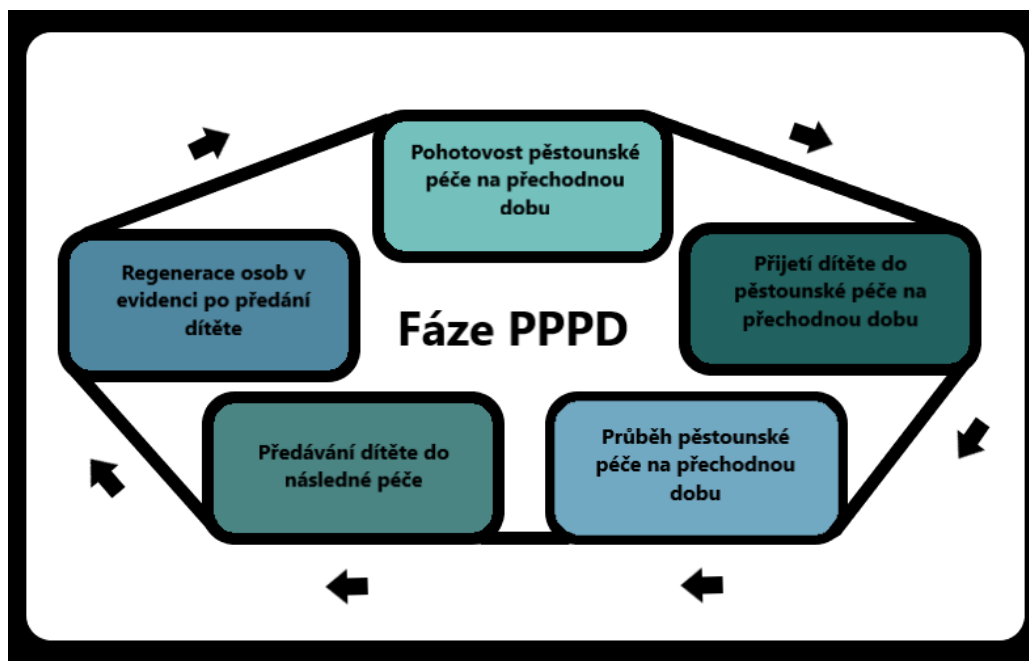 Pohotovost pěstounské
péče na přechodnou
dobu
Přijetí dítěte do
pěstounské péče na
přechodnou dobu
Regenerace osob v
evidenci po předání
dítěte
Fáze PPPD
Předávání dítěte do
následné péče
Průběh pěstounské
péče na přechodnou
dobu